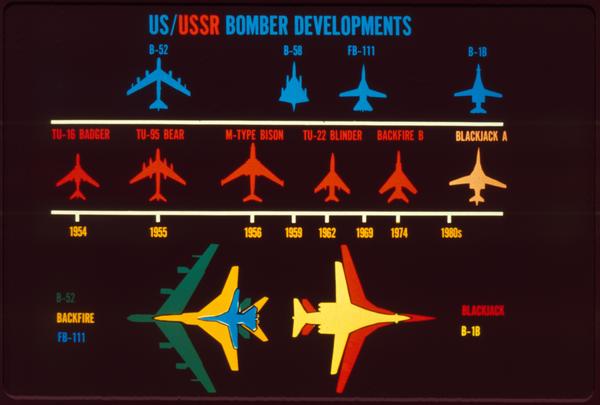 US/USSR BOMBER DEVELOPMENTS
B-52 B-58 FB-111 B-1B
TU-16 BADGER TU-95 BEAR M-TYPE BISON TU-22 BLINDER BACKFIRE B BLACKJACK A
1954 1955 1956 1959 1962 1969 1974 1980s
B-52
BACKFIRE
FB-111
BLACKJACK
B-1B